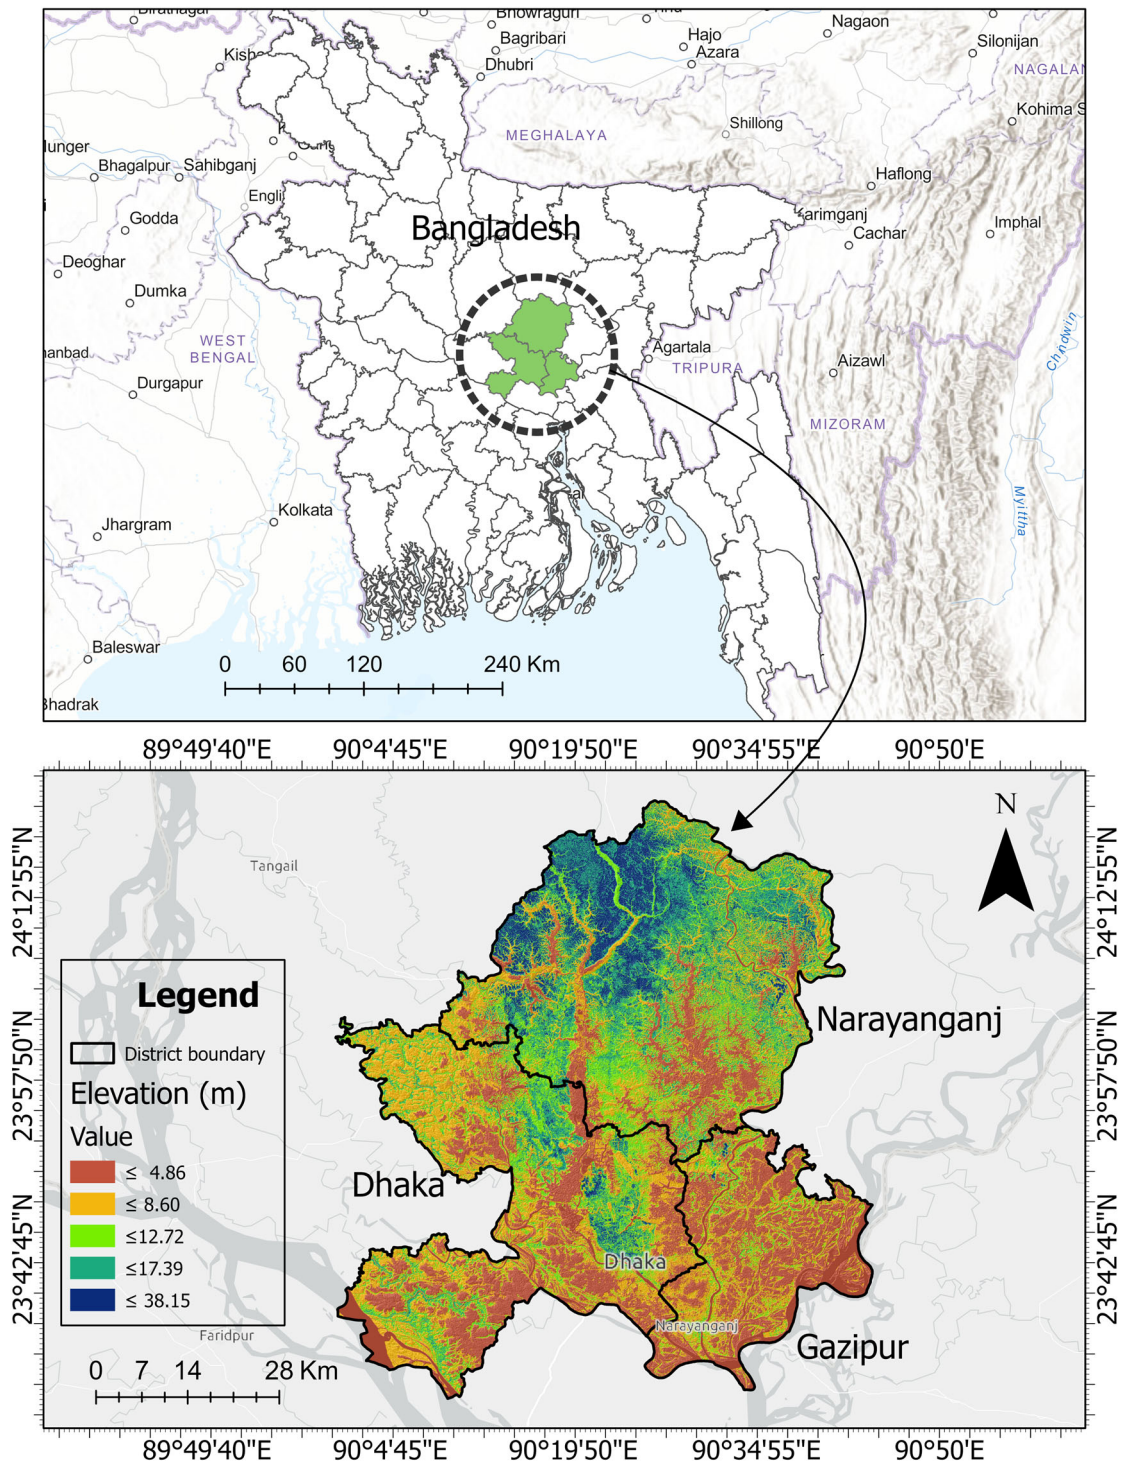 Bhowraguri
Nagaon
Hajo
Bagribari
Azara
Silonijan
Dhubri
NAGALAN
Kohima S
Shillong
MEGHALAYA
Bhagalpur
Sahibganj
Haflong
Engli
Godda
Bangladesh
Karimganj
Imphal
Cachar
Deoghar
Dumka
WEST
BENGAL
Agartala
Aizawl
Chindwin
TRIPURA
Durgapur
MIZORAM
Kolkata
Jhargram
Myittha
Baleswar
0 60 120 240 Km
Bhadrak
89°49'40"E 90°4'45"E 90°19'50"E 90°34'55"E 90°50'E
N
24°12'55"N
24°12'55"N
Tangail
Legend
District boundary
Elevation (m)
Value
≤ 4.86
≤ 8.60
≤12.72
≤17.39
≤ 38.15
Narayanganj
23°57'50"N
23°57'50"N
Dhaka
23°42'45"N
23°42'45"N
Dhaka
Narayanganj
Gazipur
Faridpur
0 7 14 28 Km
89°49'40"E 90°4'45"E 90°19'50"E 90°34'55"E 90°50'E